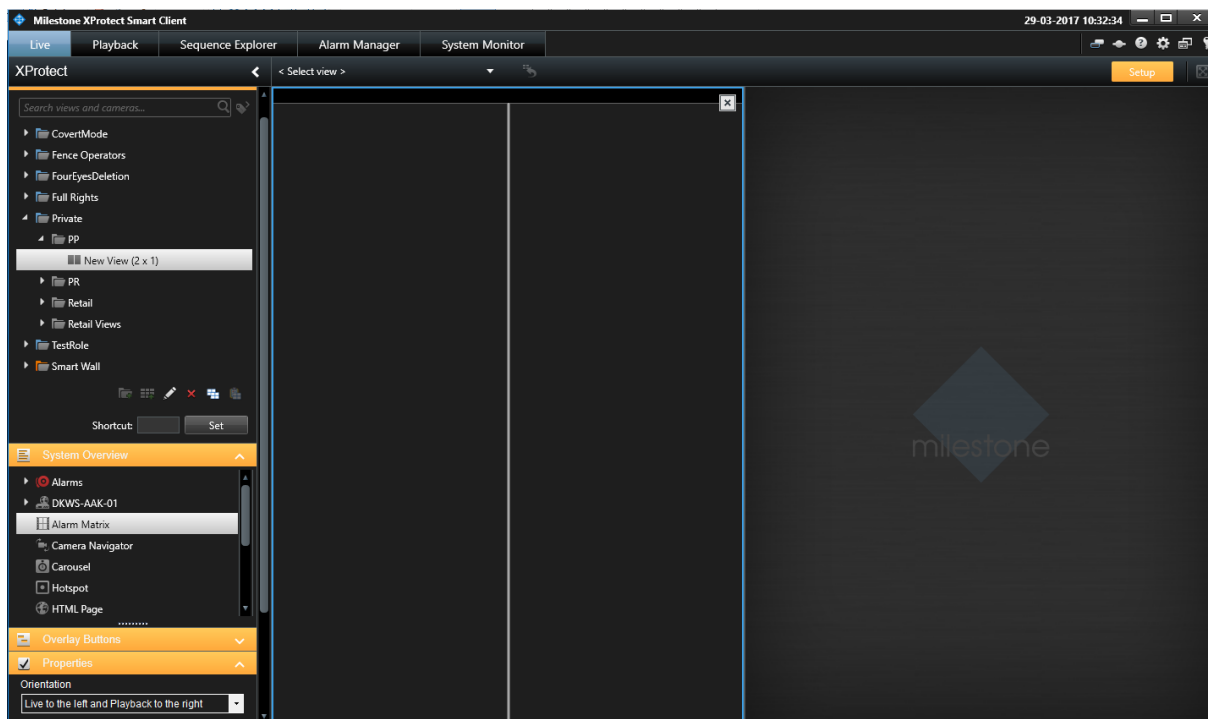 Milestone XProtect Smart Client
29-03-2017 10:32:34
Live Playback Sequence Explorer Alarm Manager System Monitor
XProtect
< Select view >
Setup
Search views and cameras...
CovertMode
Fence Operators
FourEyesDeletion
Full Rights
Private
PP
New View (2 x 1)
PR
Retail
Retail Views
TestRole
Smart Wall
Shortcut:
Set
System Overview
Alarms
DKWS-AAK-01
Alarm Matrix
Camera Navigator
Carousel
Hotspot
HTML Page
Overlay Buttons
Properties
Orientation
Live to the left and Playback to the right
milestone